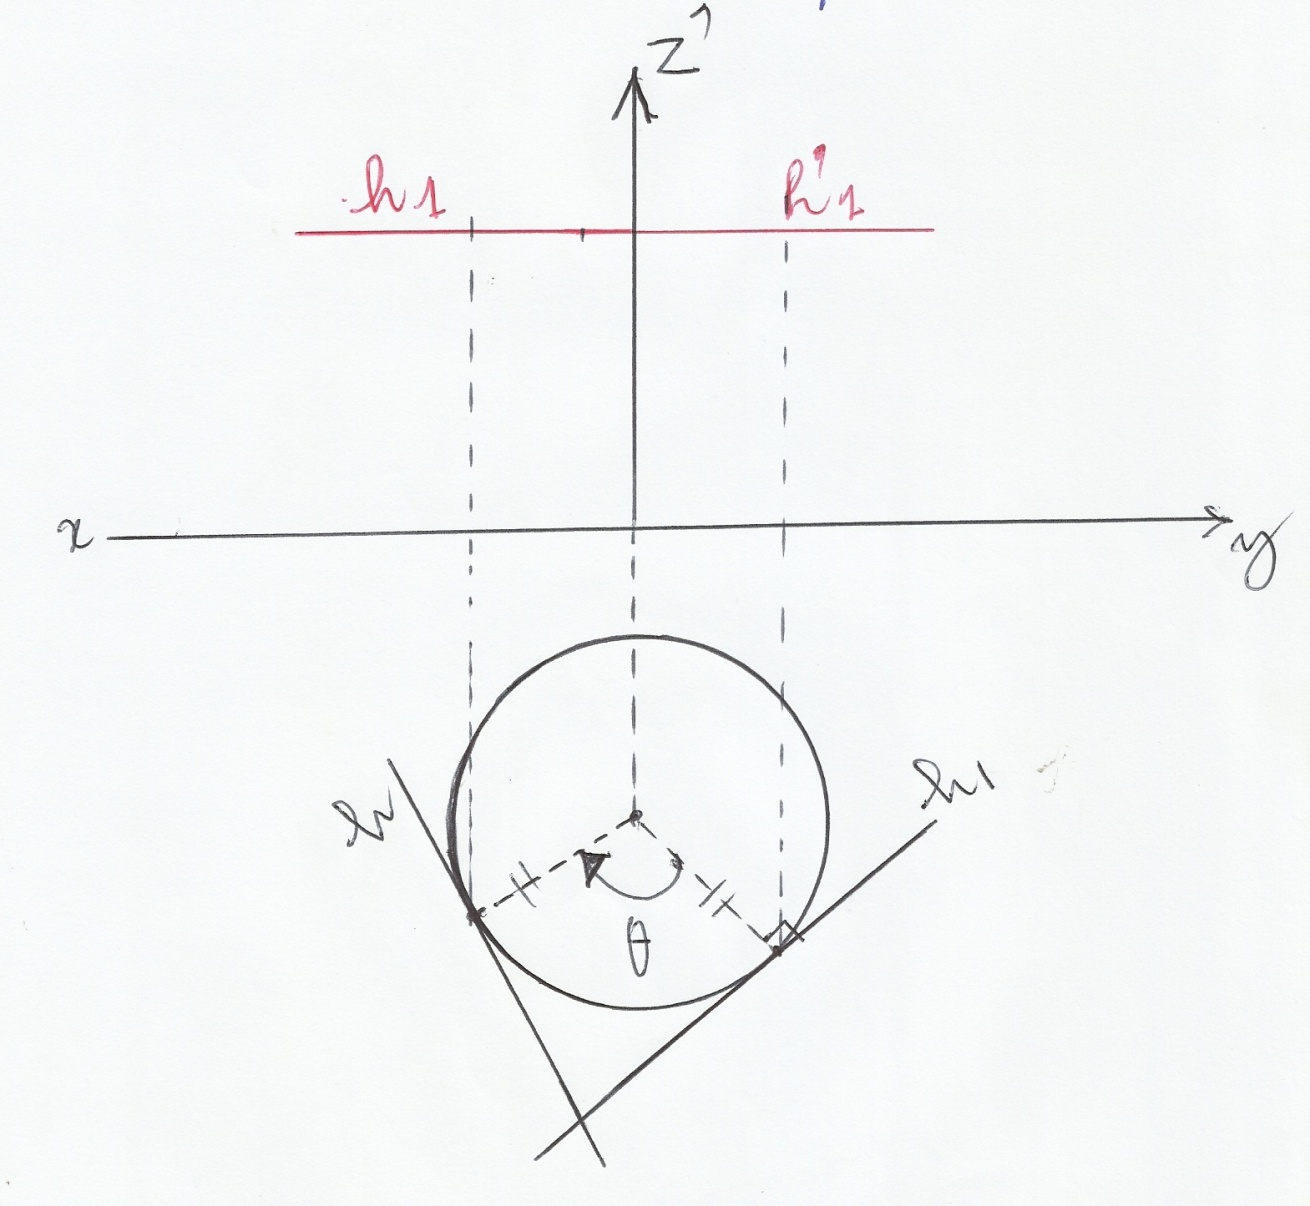 z'
h1 h'1
x y
h h1
θ